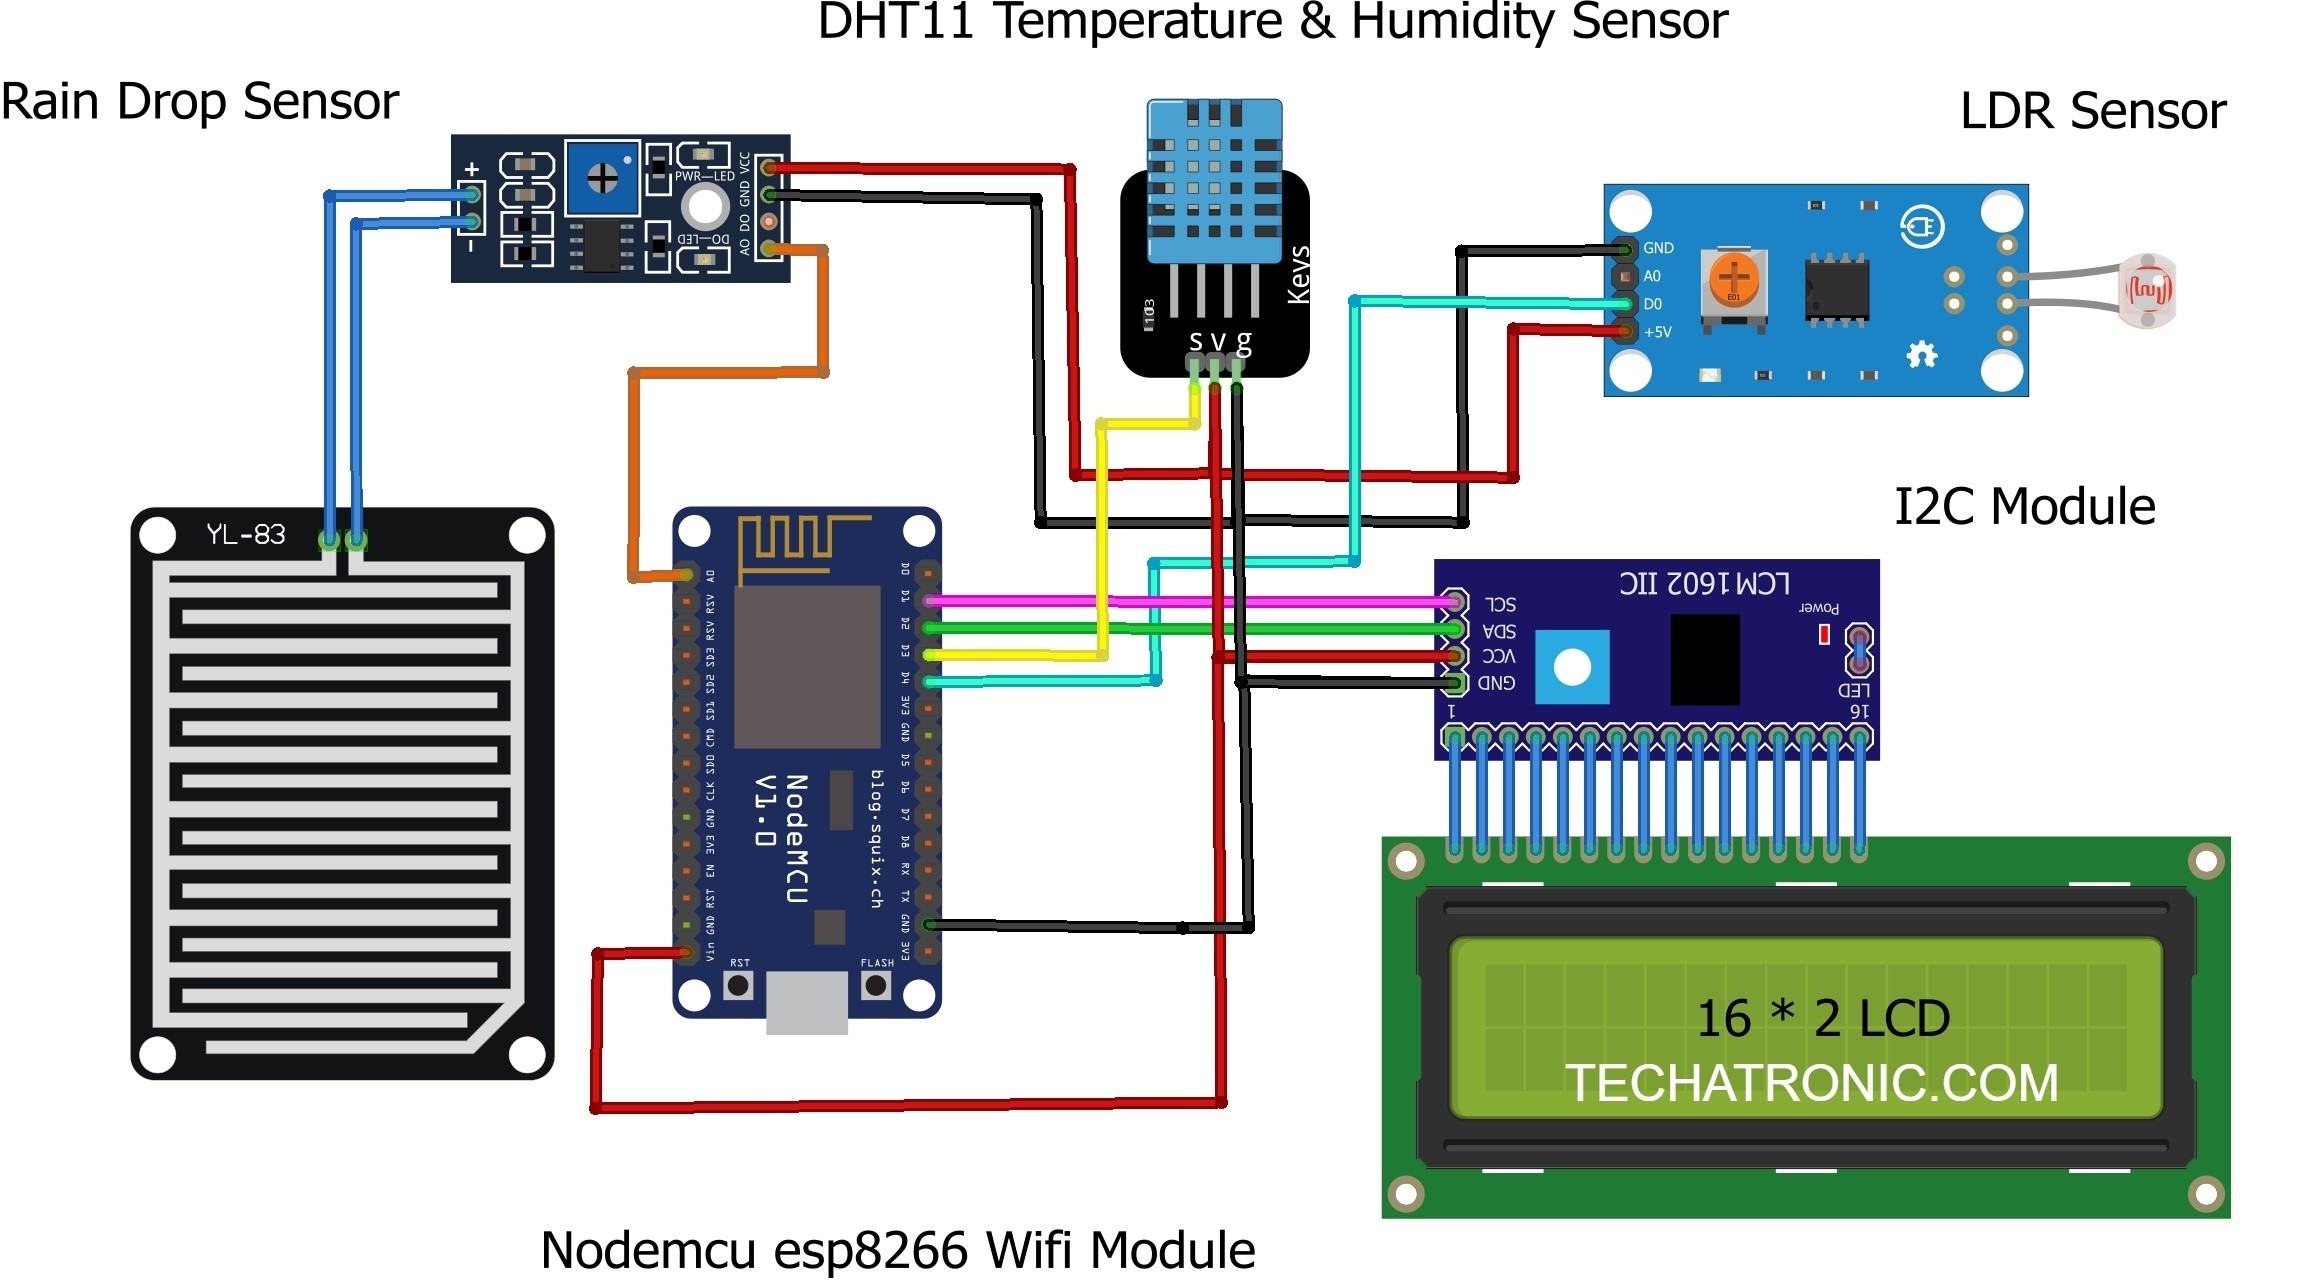 DHT11 Temperature & Humidity Sensor
Rain Drop Sensor
LDR Sensor
+
-
PWR—LED
DO—LED
VCC
GND
DO
AO
103
Keys
s v g
GND
A0
D0
+5V
E01
I2C Module
YL-83
A0
RSV
RSV
SD3
SD2
SD1
CMD
SD0
CLK
GND
3V3
EN
RST
GND
Vin
D0
D1
D2
D3
D4
3V3
GND
D5
D6
D7
D8
RX
TX
GND
3V3
NodeMCU
V1.0
blog.squix.ch
RST
FLASH
LCM1602 IIC
SCL
SDA
VCC
GND
Power
LED
1
16
16 * 2 LCD
TECHATRONIC.COM
Nodemcu esp8266 Wifi Module